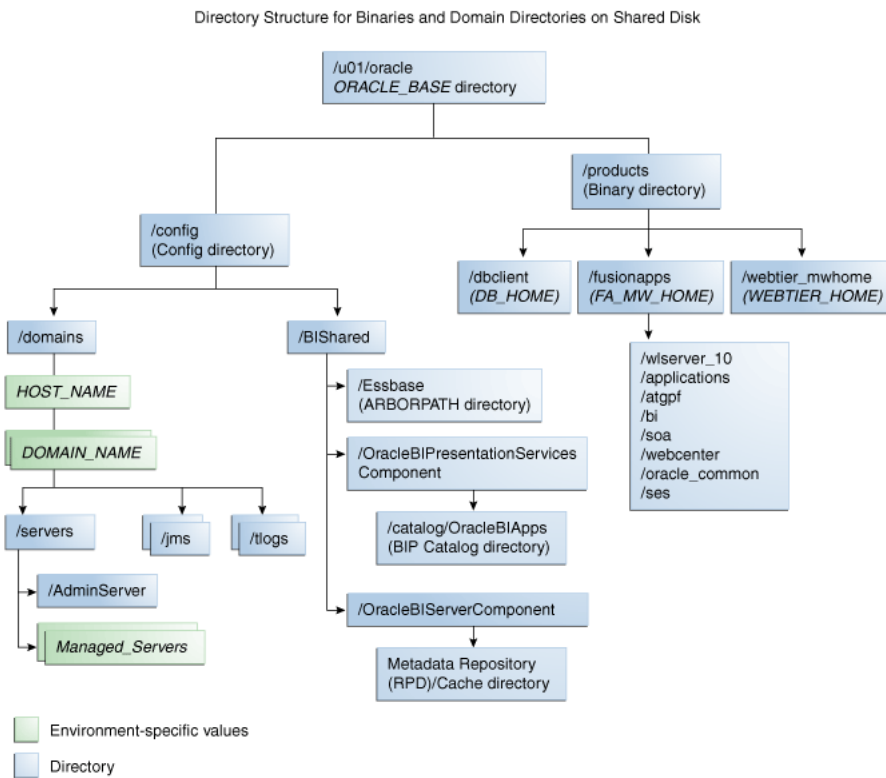 Directory Structure for Binaries and Domain Directories on Shared Disk
/u01/oracle
ORACLE_BASE directory
/products
(Binary directory)
/config
(Config directory)
/dbclient
(DB_HOME)
/fusionapps
(FA_MW_HOME)
/webtier_mwhome
(WEBTIER_HOME)
/domains
/BIShared
/wlserver_10
/applications
/atgpf
/bi
/soa
/webcenter
/oracle_common
/ses
HOST_NAME
/Essbase
(ARBORPATH directory)
DOMAIN_NAME
/OracleBIPresentationServices
Component
/servers
/jms
/tlogs
/catalog/OracleBIApps
(BIP Catalog directory)
/AdminServer
/OracleBIServerComponent
Managed_Servers
Metadata Repository
(RPD)/Cache directory
Environment-specific values
Directory